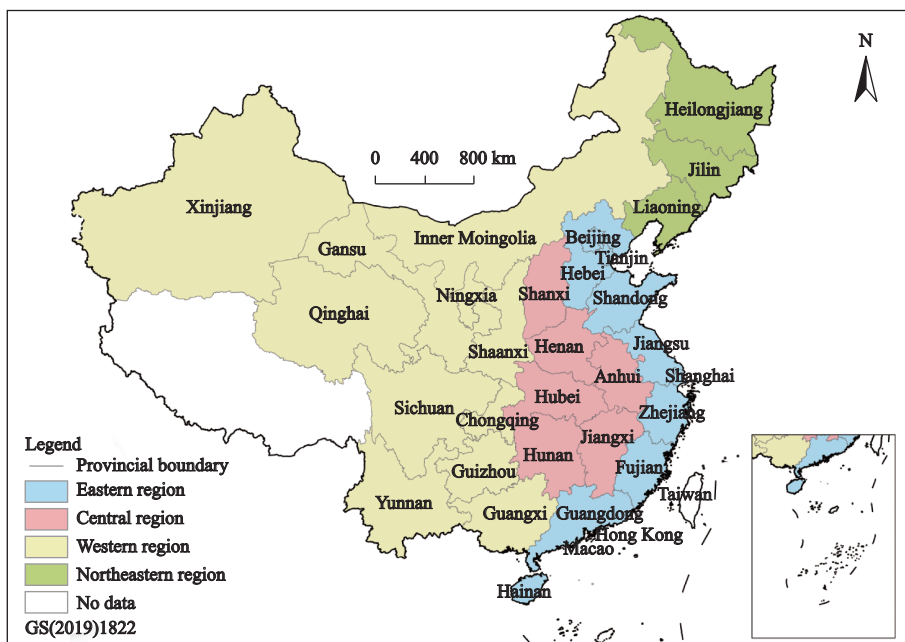 N
Heilongjiang
0 400 800 km
Jilin
Xinjiang
Liaoning
Inner Moingolia
Beijing
Gansu
Tianjin
Hebei
Ningxia
Shanxi
Shandong
Qinghai
Jiangsu
Shaanxi
Henan
Anhui
Shanghai
Hubei
Sichuan
Zhejiang
Chongqing
Jiangxi
Hunan
Guizhou
Fujian
Taiwan
Yunnan
Guangxi
Guangdong
Hong Kong
Macao
Hainan
Legend
Provincial boundary
Eastern region
Central region
Western region
Northeastern region
No data
GS(2019)1822